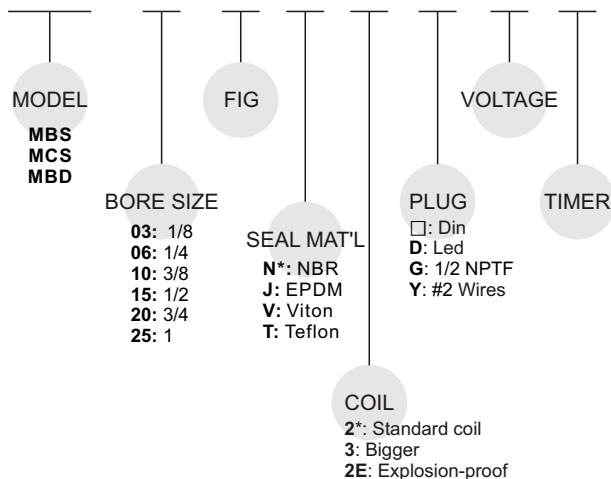 MODEL
MBS
MCS
MBD
BORE SIZE
03: 1/8
06: 1/4
10: 3/8
15: 1/2
20: 3/4
25: 1
FIG
SEAL MAT'L
N*: NBR
J: EPDM
V: Viton
T: Teflon
COIL
2*: Standard coil
3: Bigger
2E: Explosion-proof
PLUG
□: Din
D: Led
G: 1/2 NPTF
Y: #2 Wires
VOLTAGE
TIMER